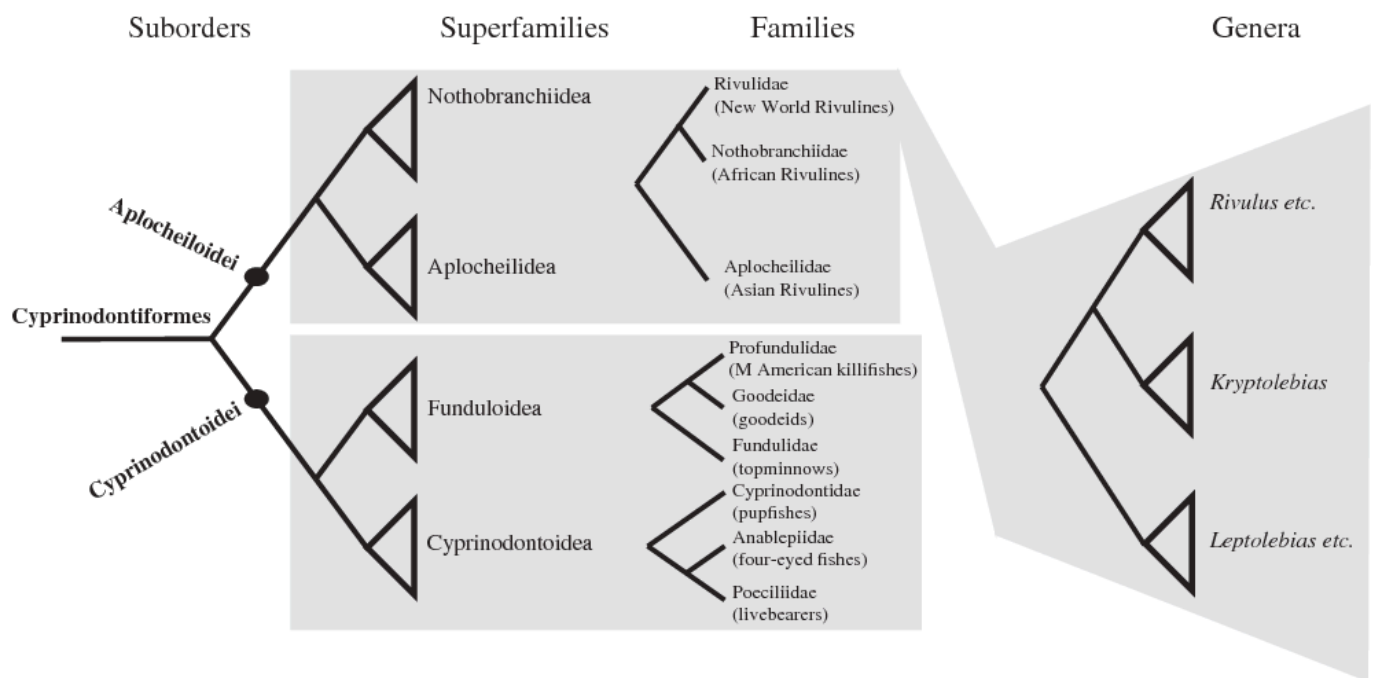 Suborders
Superfamilies
Families
Genera
Aplocheiloidei
Cyprinodontiformes
Cyprinodontoidei
Nothobranchiidea
Aplocheilidea
Funduloidea
Cyprinodontoidea
Rivulidae
(New World Rivulines)
Nothobranchiidae
(African Rivulines)
Aplocheilidae
(Asian Rivulines)
Profundulidae
(M American killifishes)
Goodeidae
(goodeids)
Fundulidae
(topminnows)
Cyprinodontidae
(pupfishes)
Anablepiidae
(four-eyed fishes)
Poeciliidae
(livebearers)
Rivulus etc.
Kryptolebias
Leptolebias etc.